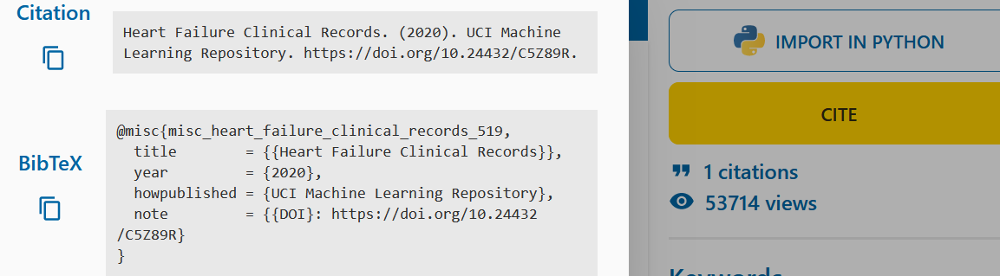 Citation
Heart Failure Clinical Records. (2020). UCI Machine
Learning Repository. https://doi.org/10.24432/C5Z89R.
BibTeX
@misc{misc_heart_failure_clinical_records_519,
  title        = {{Heart Failure Clinical Records}},
  year         = {2020},
  howpublished = {UCI Machine Learning Repository},
  note         = {{DOI}: https://doi.org/10.24432
/C5Z89R}
}
IMPORT IN PYTHON
CITE
1 citations
53714 views
Keywords